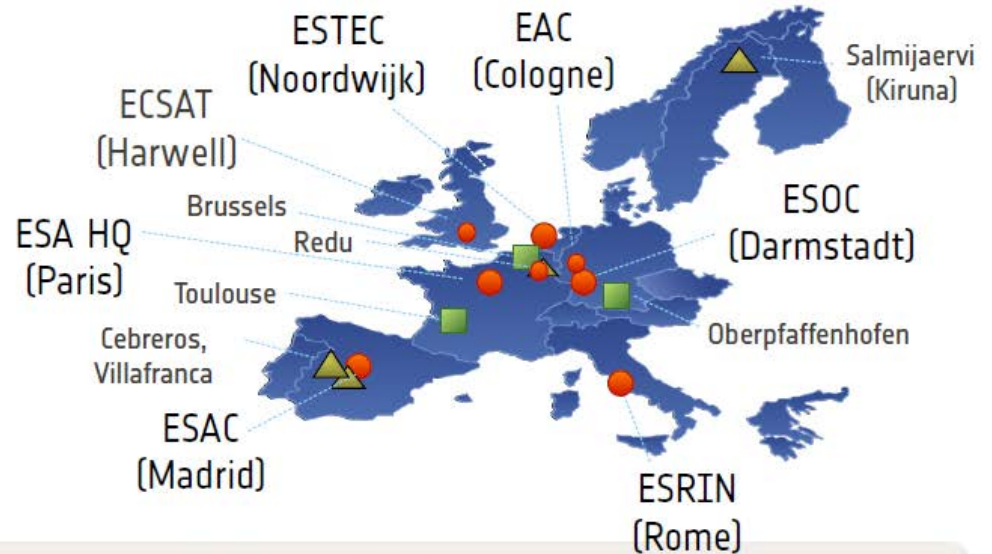 ESTEC
(Noordwijk)
EAC
(Cologne)
Salmijaervi
(Kiruna)
ECSAT
(Harwell)
Brussels
ESOC
(Darmstadt)
ESA HQ
(Paris)
Redu
Toulouse
Oberpfaffenhofen
Cebreros,
Villafranca
ESAC
(Madrid)
ESRIN
(Rome)